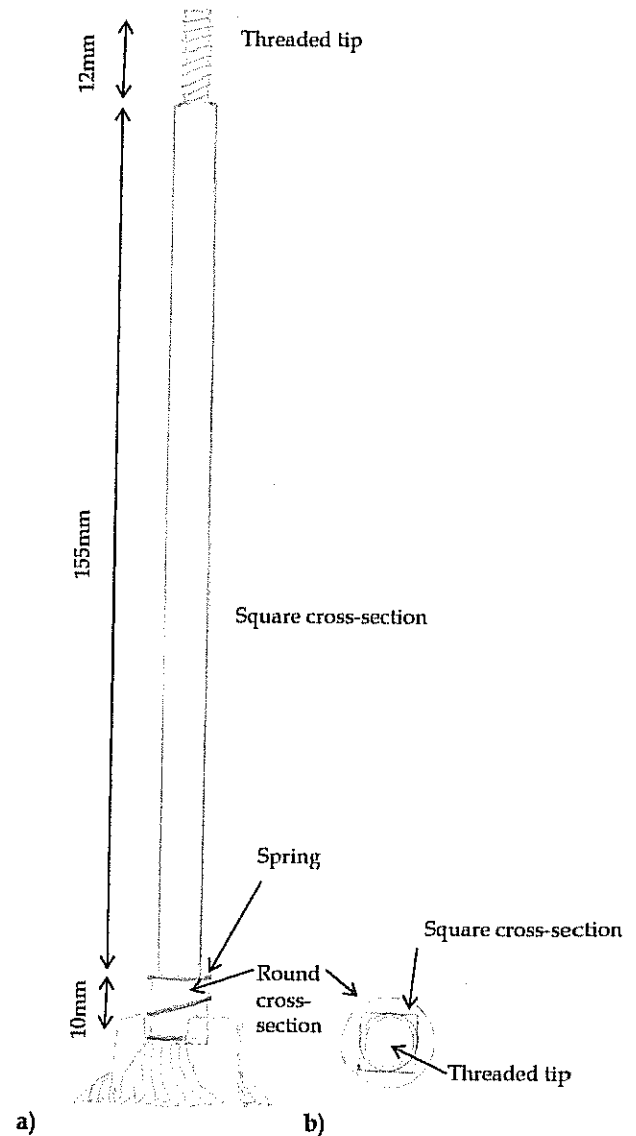 Threaded tip
12mm
155mm
Square cross-section
Spring
Square cross-section
Round
cross-
section
10mm
Threaded tip
a)
b)